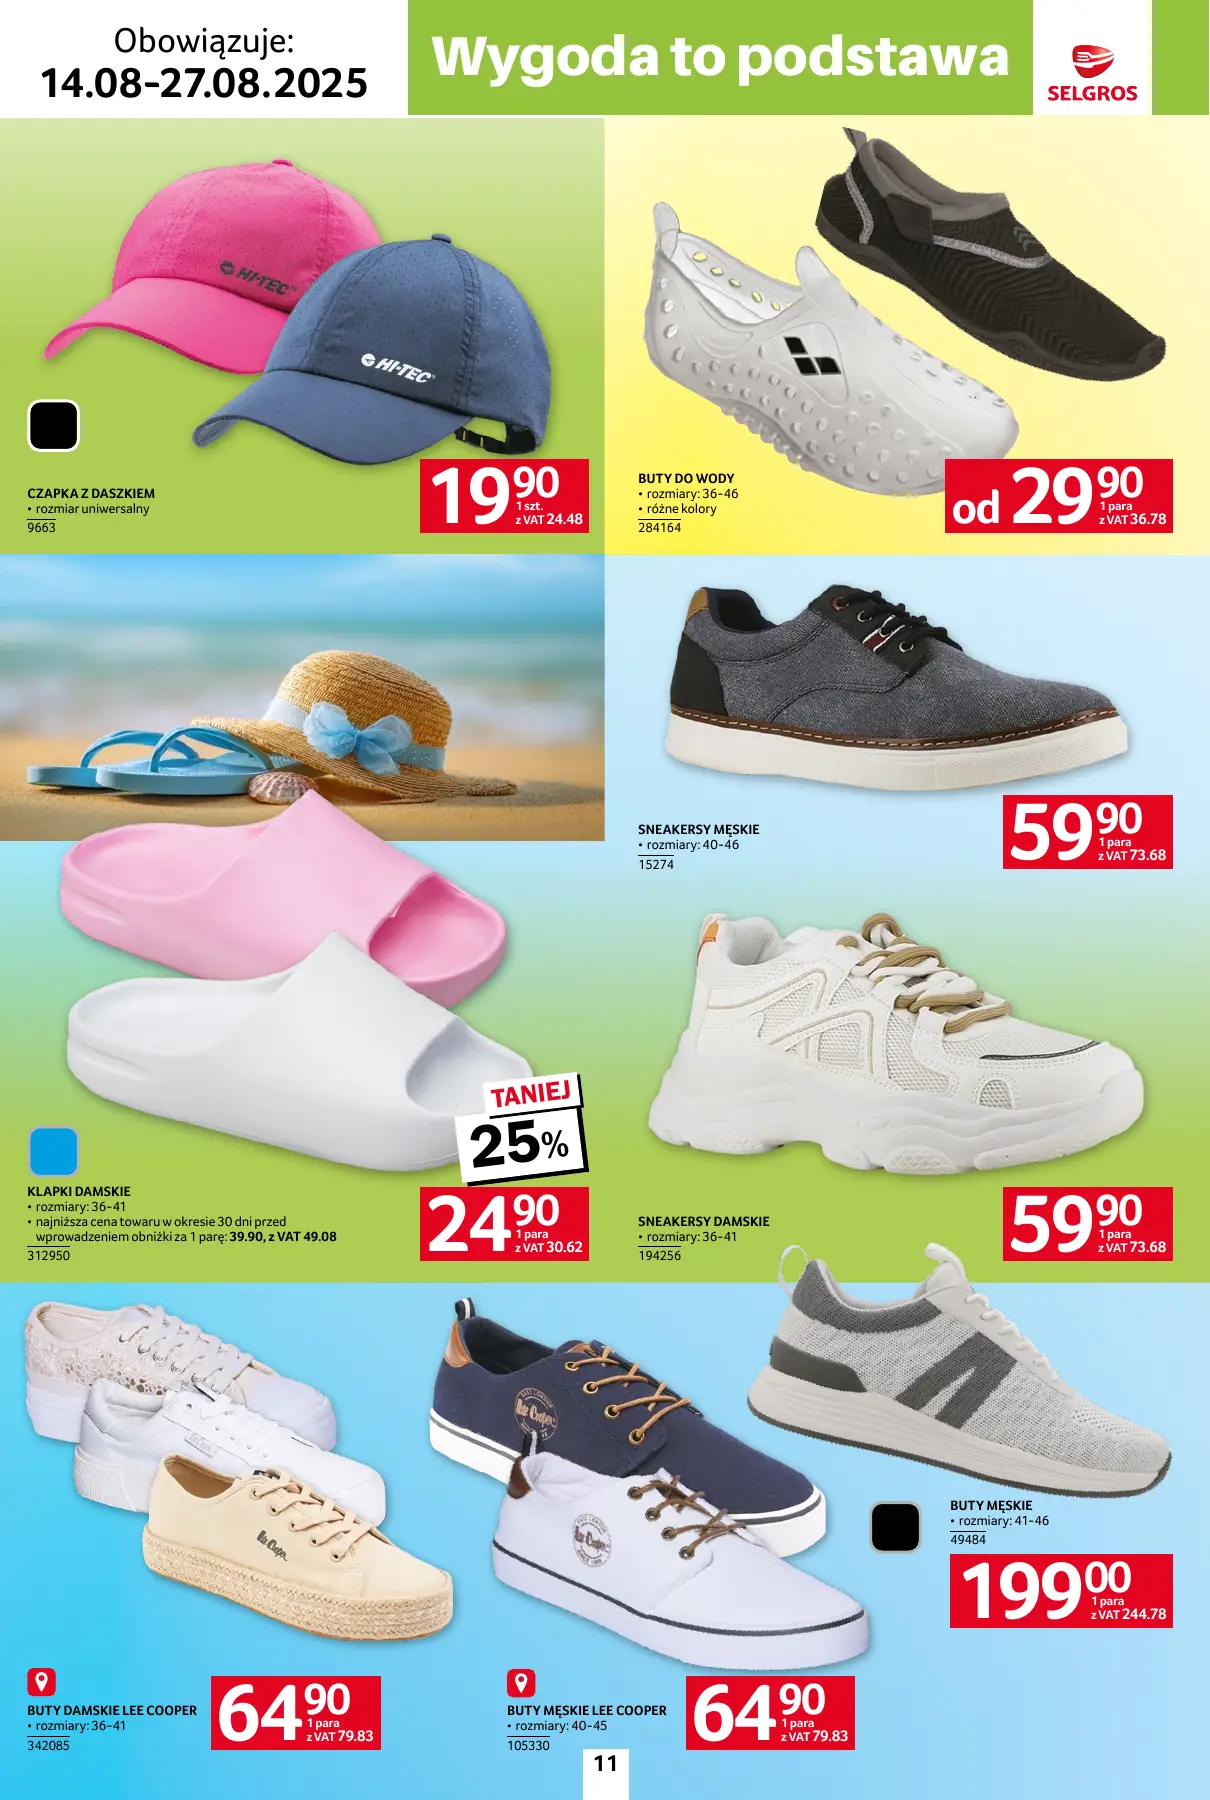 Obowiązuje:
14.08-27.08.2025
Wygoda to podstawa
SELGROS
HI-TEC
HI-TEC
CZAPKA Z DASZKIEM
• rozmiar uniwersalny
9663
19 90
1 szt.
z VAT 24.48
BUTY DO WODY
• rozmiary: 36-46
• różne kolory
284164
od 29 90
1 para
z VAT 36.78
SNEAKERSY MĘSKIE
• rozmiary: 40-46
15274
59 90
1 para
z VAT 73.68
TANIEJ
25%
KLAPKI DAMSKIE
• rozmiary: 36-41
• najniższa cena towaru w okresie 30 dni przed
wprowadzeniem obniżki za 1 parę: 39.90, z VAT 49.08
312950
24 90
1 para
z VAT 30.62
SNEAKERSY DAMSKIE
• rozmiary: 36-41
194256
59 90
1 para
z VAT 73.68
Lee Cooper
Lee Cooper
BUTY MĘSKIE
• rozmiary: 41-46
49484
199 00
1 para
z VAT 244.78
BUTY DAMSKIE LEE COOPER
• rozmiary: 36-41
342085
64 90
1 para
z VAT 79.83
BUTY MĘSKIE LEE COOPER
• rozmiary: 40-45
105330
64 90
1 para
z VAT 79.83
11